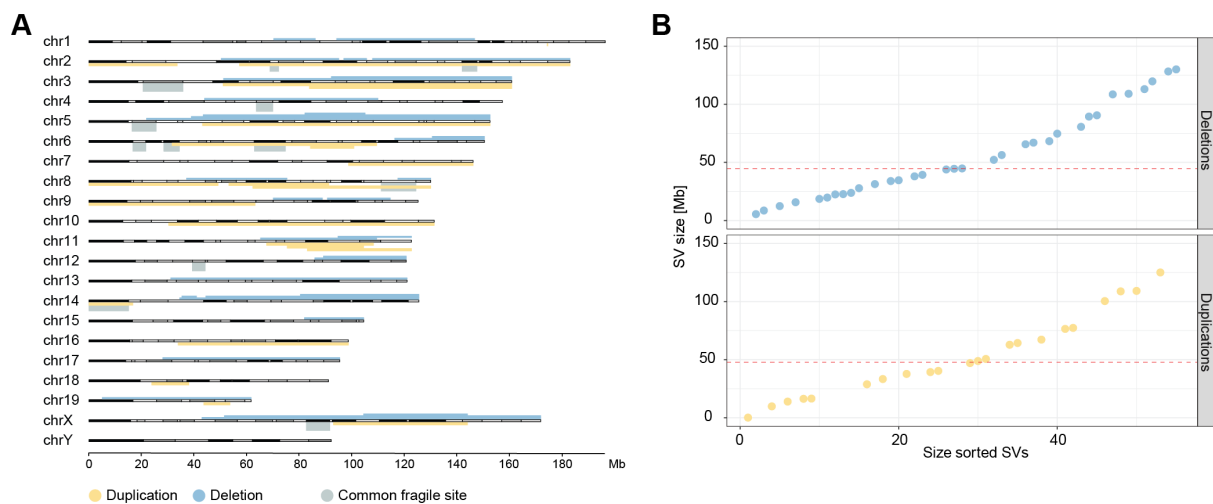 A
chr1
chr2
chr3
chr4
chr5
chr6
chr7
chr8
chr9
chr10
chr11
chr12
chr13
chr14
chr15
chr16
chr17
chr18
chr19
chrX
chrY
0 20 40 60 80 100 120 140 160 180 Mb
Duplication Deletion Common fragile site
B
SV size [Mb]
150
100
50
0
Deletions
150
100
50
0
Duplications
0 20 40
Size sorted SVs